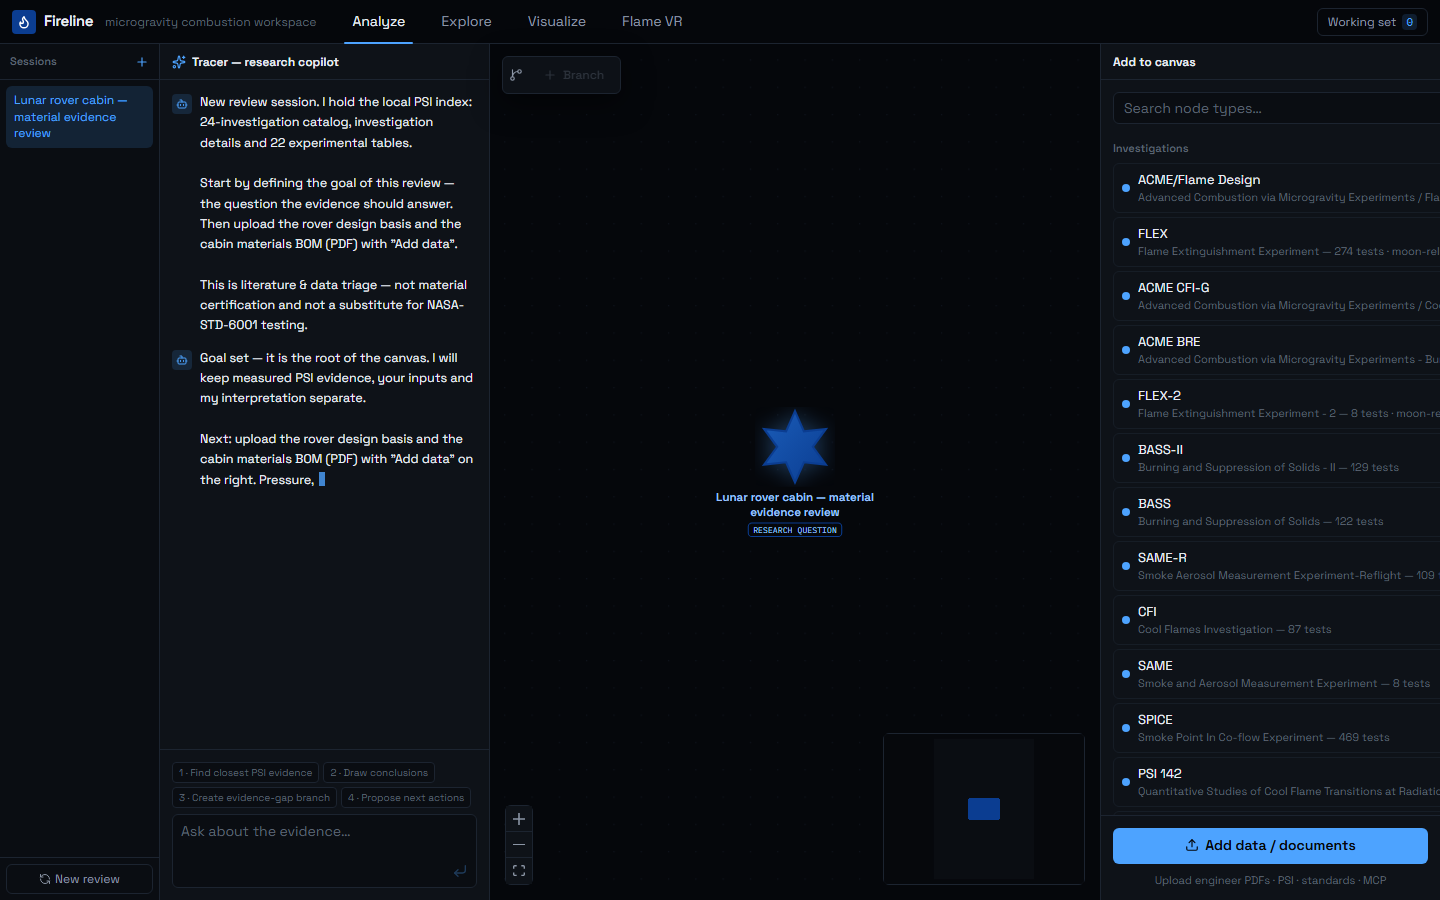 Fireline microgravity combustion workspace Analyze Explore Visualize Flame VR Working set 0
Sessions
Lunar rover cabin —
material evidence
review
New review
Tracer — research copilot
New review session. I hold the local PSI index:
24-investigation catalog, investigation
details and 22 experimental tables.
Start by defining the goal of this review —
the question the evidence should answer.
Then upload the rover design basis and the
cabin materials BOM (PDF) with "Add data".
This is literature & data triage — not material
certification and not a substitute for NASA-
STD-6001 testing.
Goal set — it is the root of the canvas. I will
keep measured PSI evidence, your inputs and
my interpretation separate.
Next: upload the rover design basis and the
cabin materials BOM (PDF) with "Add data" on
the right. Pressure,
1 · Find closest PSI evidence 2 · Draw conclusions
3 · Create evidence-gap branch 4 · Propose next actions
Ask about the evidence...
Branch
Lunar rover cabin — material
evidence review
RESEARCH QUESTION
Add to canvas
Search node types...
Investigations
ACME/Flame Design
Advanced Combustion via Microgravity Experiments / Fla
FLEX
Flame Extinguishment Experiment — 274 tests · moon-rel
ACME CFI-G
Advanced Combustion via Microgravity Experiments / Co
ACME BRE
Advanced Combustion via Microgravity Experiments - Bu
FLEX-2
Flame Extinguishment Experiment - 2 — 8 tests · moon-re
BASS-II
Burning and Suppression of Solids - II — 129 tests
BASS
Burning and Suppression of Solids — 122 tests
SAME-R
Smoke Aerosol Measurement Experiment-Reflight — 109 t
CFI
Cool Flames Investigation — 87 tests
SAME
Smoke and Aerosol Measurement Experiment — 8 tests
SPICE
Smoke Point In Co-flow Experiment — 469 tests
PSI 142
Quantitative Studies of Cool Flame Transitions at Radiatio
Add data / documents
Upload engineer PDFs · PSI · standards · MCP